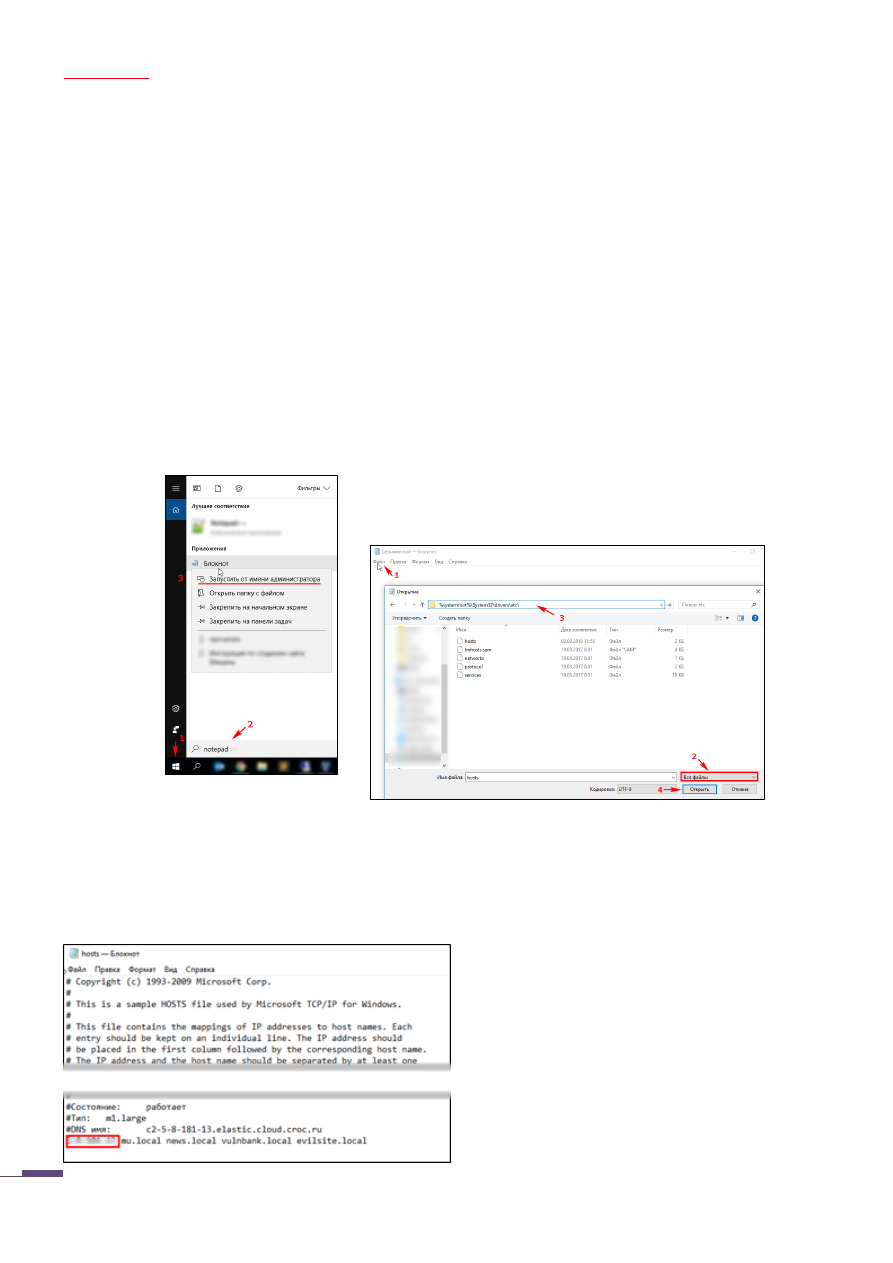 Фильтры
Лучшее соответствие
Notepad++
Приложения
Блокнот
3 Запустить от имени администратора
Открыть папку с файлом
Закрепить на начальном экране
Закрепить на панели задач
1
2
notepad
Безымянный — Блокнот
Файл Правка Формат Вид Справка
1
Открытие
%systemroot%\System32\drivers\etc\
Поиск: etc
3
Упорядочить Создать папку
Имя Дата изменения Тип Размер
hosts 02.03.2018 11:55 Файл 2 КБ
lmhosts.sam 19.03.2017 0:01 Файл "SAM" 4 КБ
networks 19.03.2017 0:01 Файл 1 КБ
protocol 19.03.2017 0:01 Файл 2 КБ
services 19.03.2017 0:01 Файл 18 КБ
2
Имя файла: hosts Все файлы
Кодировка: UTF-8 4 Открыть Отмена
hosts — Блокнот
Файл Правка Формат Вид Справка
# Copyright (c) 1993-2009 Microsoft Corp.
#
# This is a sample HOSTS file used by Microsoft TCP/IP for Windows.
#
# This file contains the mappings of IP addresses to host names. Each
# entry should be kept on an individual line. The IP address should
# be placed in the first column followed by the corresponding host name.
# The IP address and the host name should be separated by at least one
#
#Состояние: работает
#Тип: m1.large
#DNS имя: c2-5-8-181-13.elastic.cloud.croc.ru
mu.local news.local vulnbank.local evilsite.local